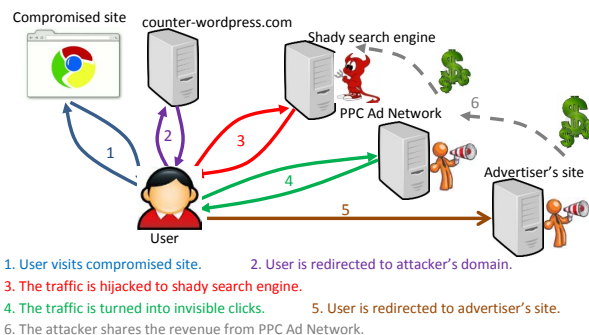 Compromised site
counter-wordpress.com
Shady search engine
6
PPC Ad Network
1
2
3
4
Advertiser's site
5
User
1. User visits compromised site. 2. User is redirected to attacker's domain.
3. The traffic is hijacked to shady search engine.
4. The traffic is turned into invisible clicks. 5. User is redirected to advertiser's site.
6. The attacker shares the revenue from PPC Ad Network.